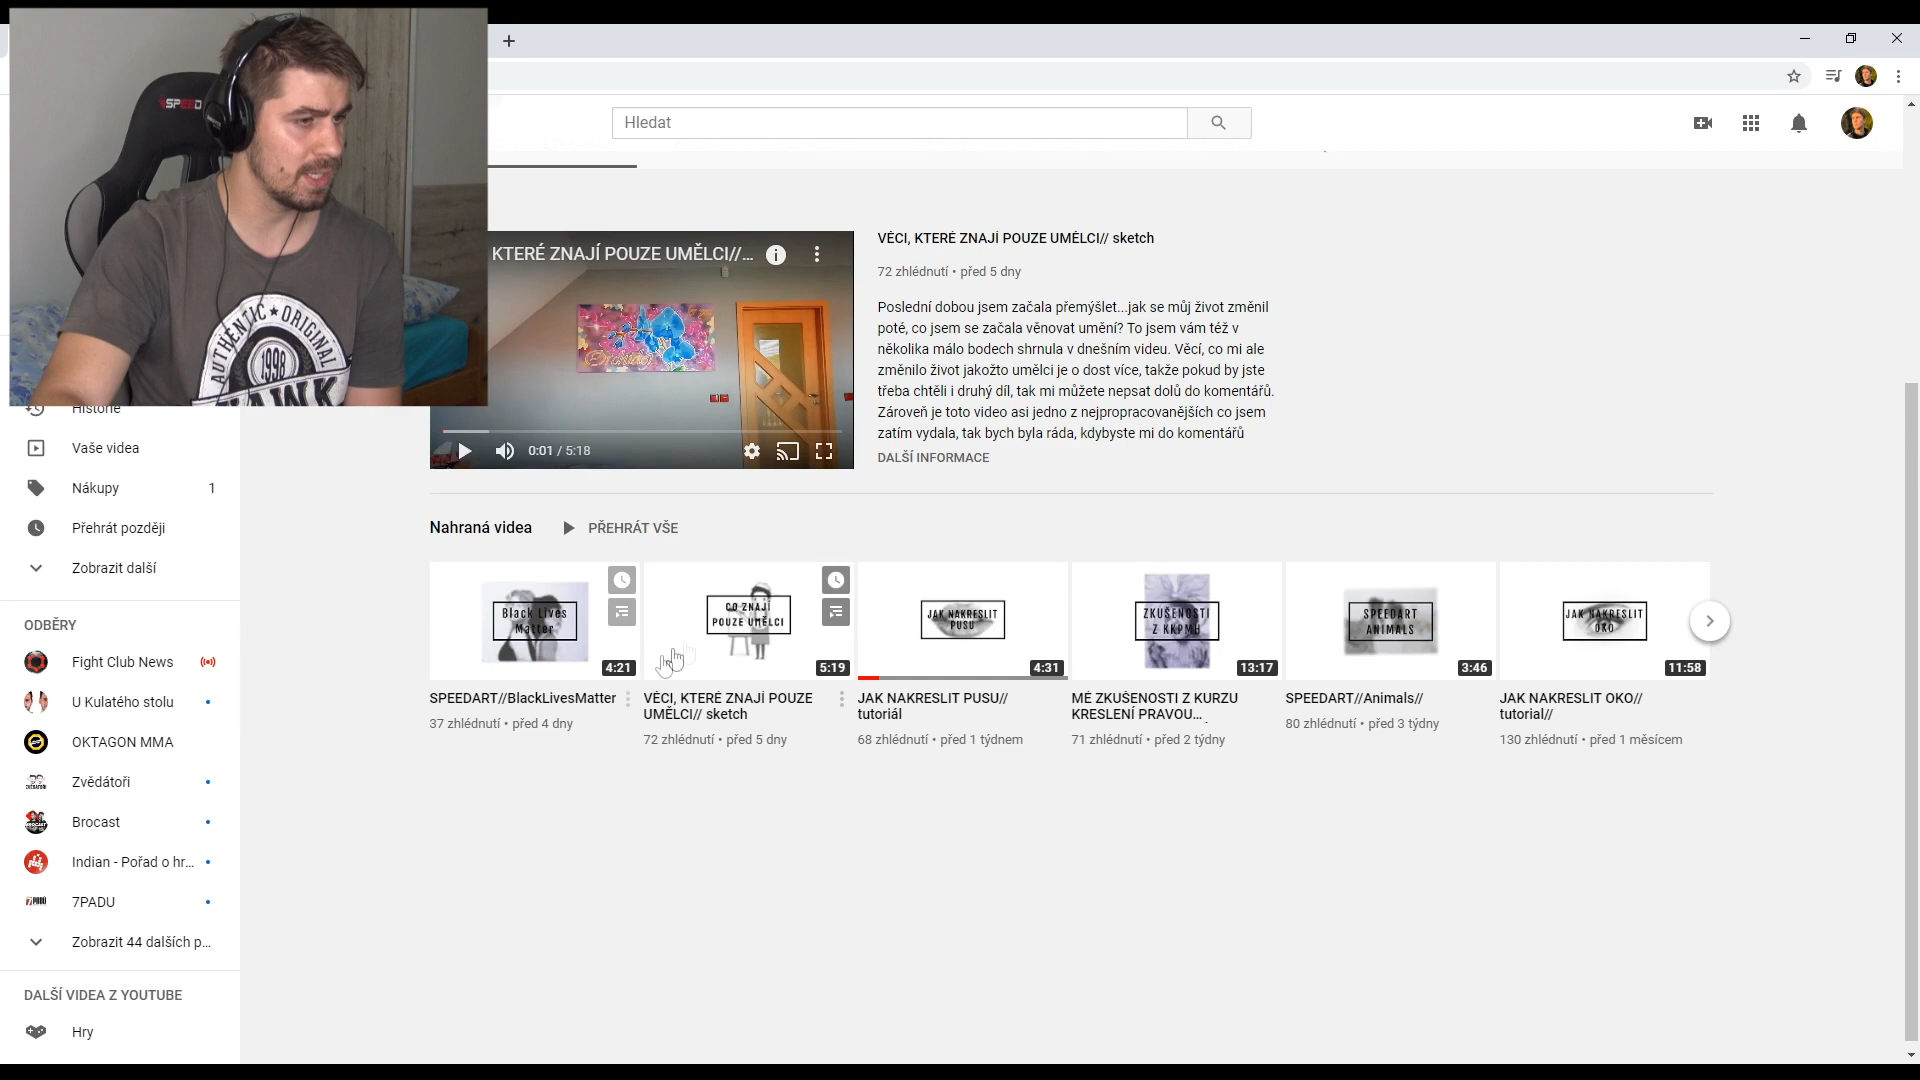 SPEED
AUTHENTIC ★ ORIGINAL
1998
Hledat
KTERÉ ZNAJÍ POUZE UMĚLCI//...
0:01 / 5:18
VĚCI, KTERÉ ZNAJÍ POUZE UMĚLCI// sketch
72 zhlédnutí • před 5 dny
Poslední dobou jsem začala přemýšlet...jak se můj život změnil
poté, co jsem se začala věnovat umění? To jsem vám též v
několika málo bodech shrnula v dnešním videu. Věcí, co mi ale
změnilo život jakožto umělci je o dost více, takže pokud by jste
třeba chtěli i druhý díl, tak mi můžete nepsat dolů do komentářů.
Zároveň je toto video asi jedno z nejpropracovanějších co jsem
zatím vydala, tak bych byla ráda, kdybyste mi do komentářů
DALŠÍ INFORMACE
Historie
Vaše videa
Nákupy 1
Přehrát později
Zobrazit další
ODBĚRY
Fight Club News
U Kulatého stolu
OKTAGON MMA
Zvědátoři
Brocast
Indian - Pořad o hr...
7PADU
Zobrazit 44 dalších p...
DALŠÍ VIDEA Z YOUTUBE
Hry
Nahraná videa PŘEHRÁT VŠE
Black Lives
Matter
4:21
SPEEDART//BlackLivesMatter
37 zhlédnutí • před 4 dny
CO ZNAJÍ
POUZE UMĚLCI
5:19
VĚCI, KTERÉ ZNAJÍ POUZE
UMĚLCI// sketch
72 zhlédnutí • před 5 dny
JAK NAKRESLIT
PUSU
4:31
JAK NAKRESLIT PUSU//
tutoriál
68 zhlédnutí • před 1 týdnem
ZKUŠENOSTI
Z KKPMH
13:17
MÉ ZKUŠENOSTI Z KURZU
KRESLENÍ PRAVOU...
71 zhlédnutí • před 2 týdny
SPEEDART
ANIMALS
3:46
SPEEDART//Animals//
80 zhlédnutí • před 3 týdny
JAK NAKRESLIT
OKO
11:58
JAK NAKRESLIT OKO//
tutorial//
130 zhlédnutí • před 1 měsícem